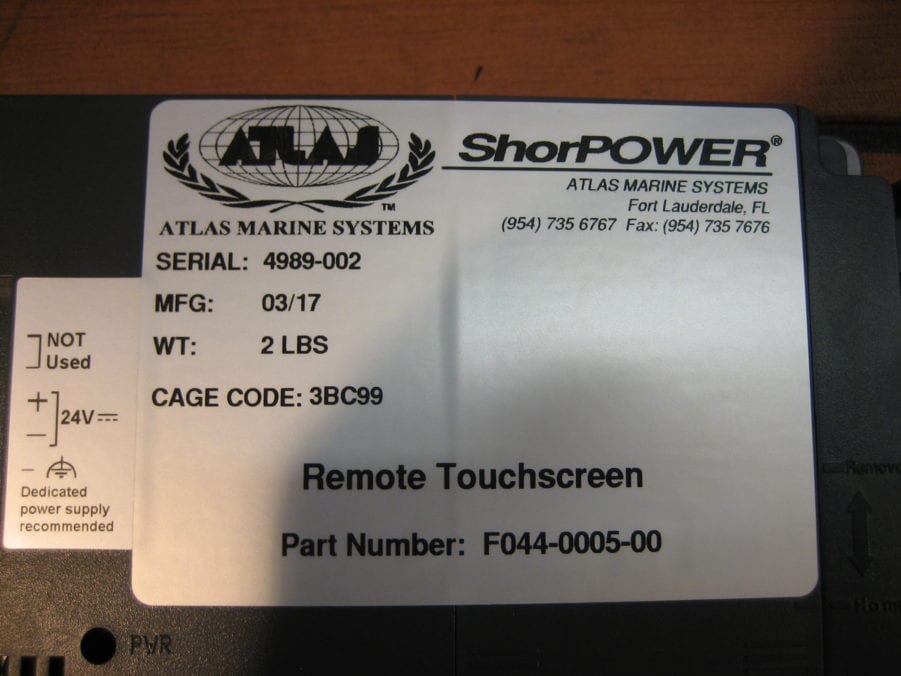 ATLAS
TM
ATLAS MARINE SYSTEMS
ShorPOWER®
ATLAS MARINE SYSTEMS
Fort Lauderdale, FL
(954) 735 6767 Fax: (954) 735 7676
SERIAL: 4989-002
MFG: 03/17
WT: 2 LBS
CAGE CODE: 3BC99
Remote Touchscreen
Part Number: F044-0005-00
NOT
Used
+
24V
−
−
Dedicated
power supply
recommended
PWR
Remove